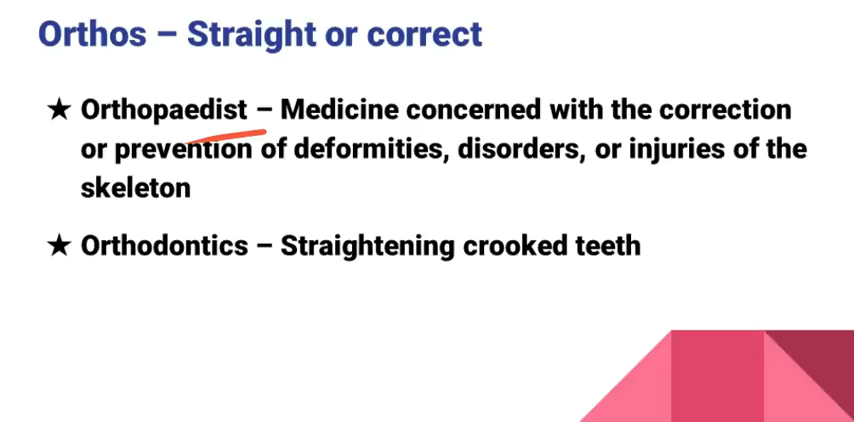 Orthos – Straight or correct
★ Orthopaedist – Medicine concerned with the correction
or prevention of deformities, disorders, or injuries of the
skeleton
★ Orthodontics – Straightening crooked teeth